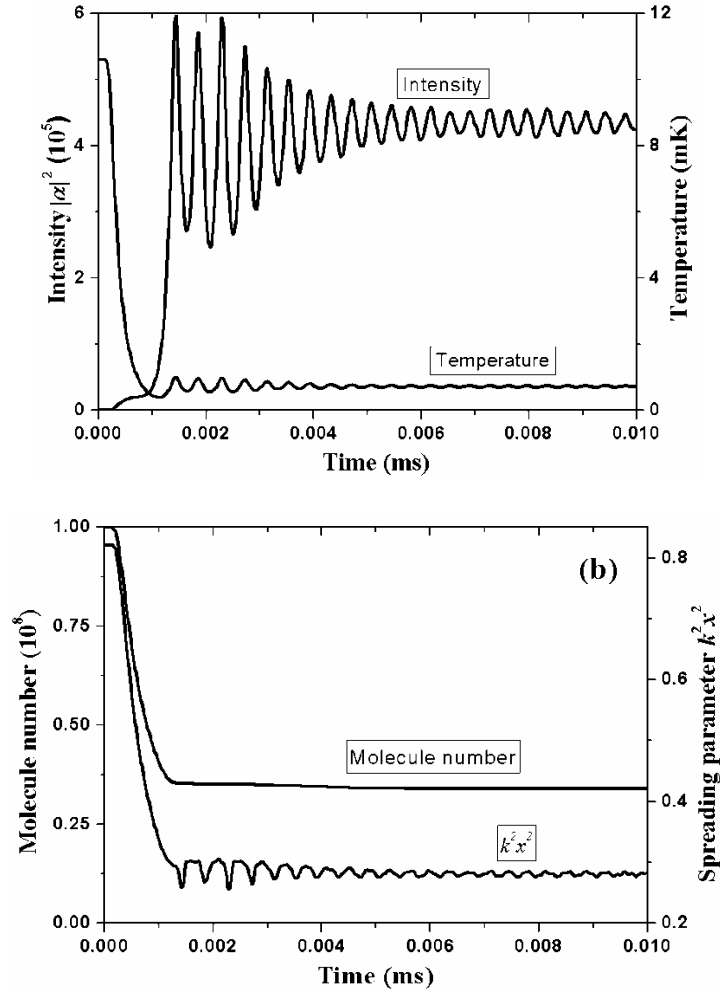 6
4
2
0
Intensity |α|² (10⁵)
12
8
4
0
Temperature (mK)
Intensity
Temperature
0.000
0.002
0.004
0.006
0.008
0.010
Time (ms)
1.00
0.75
0.50
0.25
0.00
Molecule number (10⁸)
(b)
0.8
0.6
0.4
0.2
Spreading parameter k²x²
Molecule number
k²x²
0.000
0.002
0.004
0.006
0.008
0.010
Time (ms)